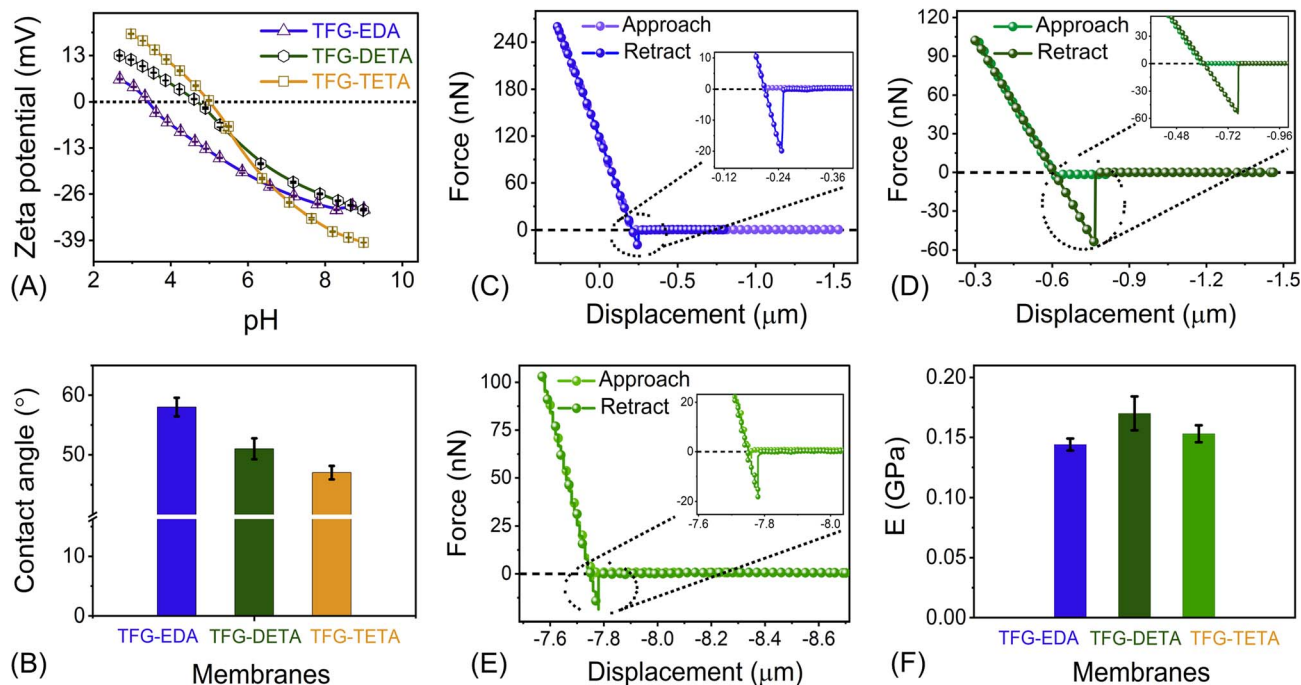 13
0
-13
-26
-39
Zeta potential (mV)
TFG-EDA
TFG-DETA
TFG-TETA
2
4
6
8
10
(A)
pH
240
180
120
60
0
Force (nN)
Approach
Retract
10
0
-10
-20
-0.12
-0.24
-0.36
0.0
-0.5
-1.0
-1.5
(C)
Displacement (μm)
120
90
60
30
0
-30
-60
Force (nN)
Approach
Retract
40
20
0
-30
-60
-0.48
-0.72
-0.96
-0.3
-0.6
-0.9
-1.2
-1.5
(D)
Displacement (μm)
60
50
10
0
Contact angle (°)
TFG-EDA
TFG-DETA
TFG-TETA
(B)
Membranes
100
75
50
25
0
Force (nN)
Approach
Retract
20
0
-20
-7.6
-7.8
-8.0
-7.6
-7.8
-8.0
-8.2
-8.4
-8.6
(E)
Displacement (μm)
0.20
0.15
0.10
0.05
0.00
E (GPa)
TFG-EDA
TFG-DETA
TFG-TETA
(F)
Membranes